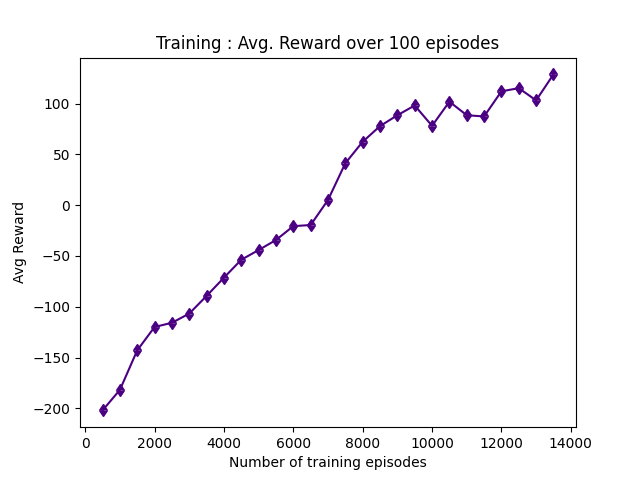 Training : Avg. Reward over 100 episodes
100
50
0
−50
−100
−150
−200
Avg Reward
0 2000 4000 6000 8000 10000 12000 14000
Number of training episodes